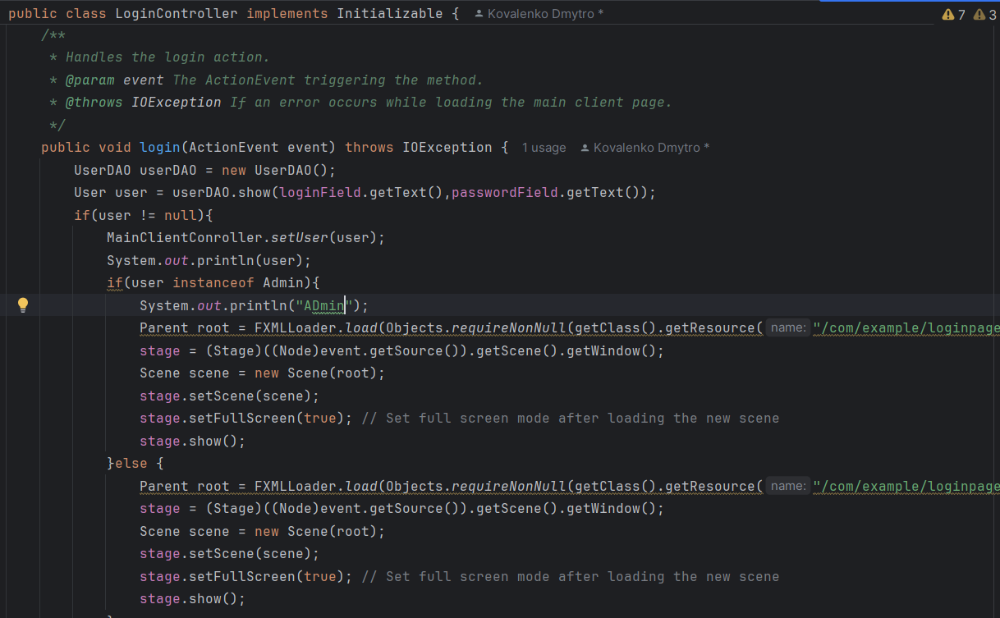 public class LoginController implements Initializable {  Kovalenko Dmytro *  7  3
/**
* Handles the login action.
* @param event The ActionEvent triggering the method.
* @throws IOException If an error occurs while loading the main client page.
*/
public void login(ActionEvent event) throws IOException {  1 usage  Kovalenko Dmytro *
UserDAO userDAO = new UserDAO();
User user = userDAO.show(loginField.getText(),passwordField.getText());
if(user != null){
MainClientConroller.setUser(user);
System.out.println(user);
if(user instanceof Admin){
System.out.println("ADmin");
Parent root = FXMLLoader.load(Objects.requireNonNull(getClass().getResource( name: "/com/example/loginpage
stage = (Stage)((Node)event.getSource()).getScene().getWindow();
Scene scene = new Scene(root);
stage.setScene(scene);
stage.setFullScreen(true); // Set full screen mode after loading the new scene
stage.show();
}else {
Parent root = FXMLLoader.load(Objects.requireNonNull(getClass().getResource( name: "/com/example/loginpage
stage = (Stage)((Node)event.getSource()).getScene().getWindow();
Scene scene = new Scene(root);
stage.setScene(scene);
stage.setFullScreen(true); // Set full screen mode after loading the new scene
stage.show();